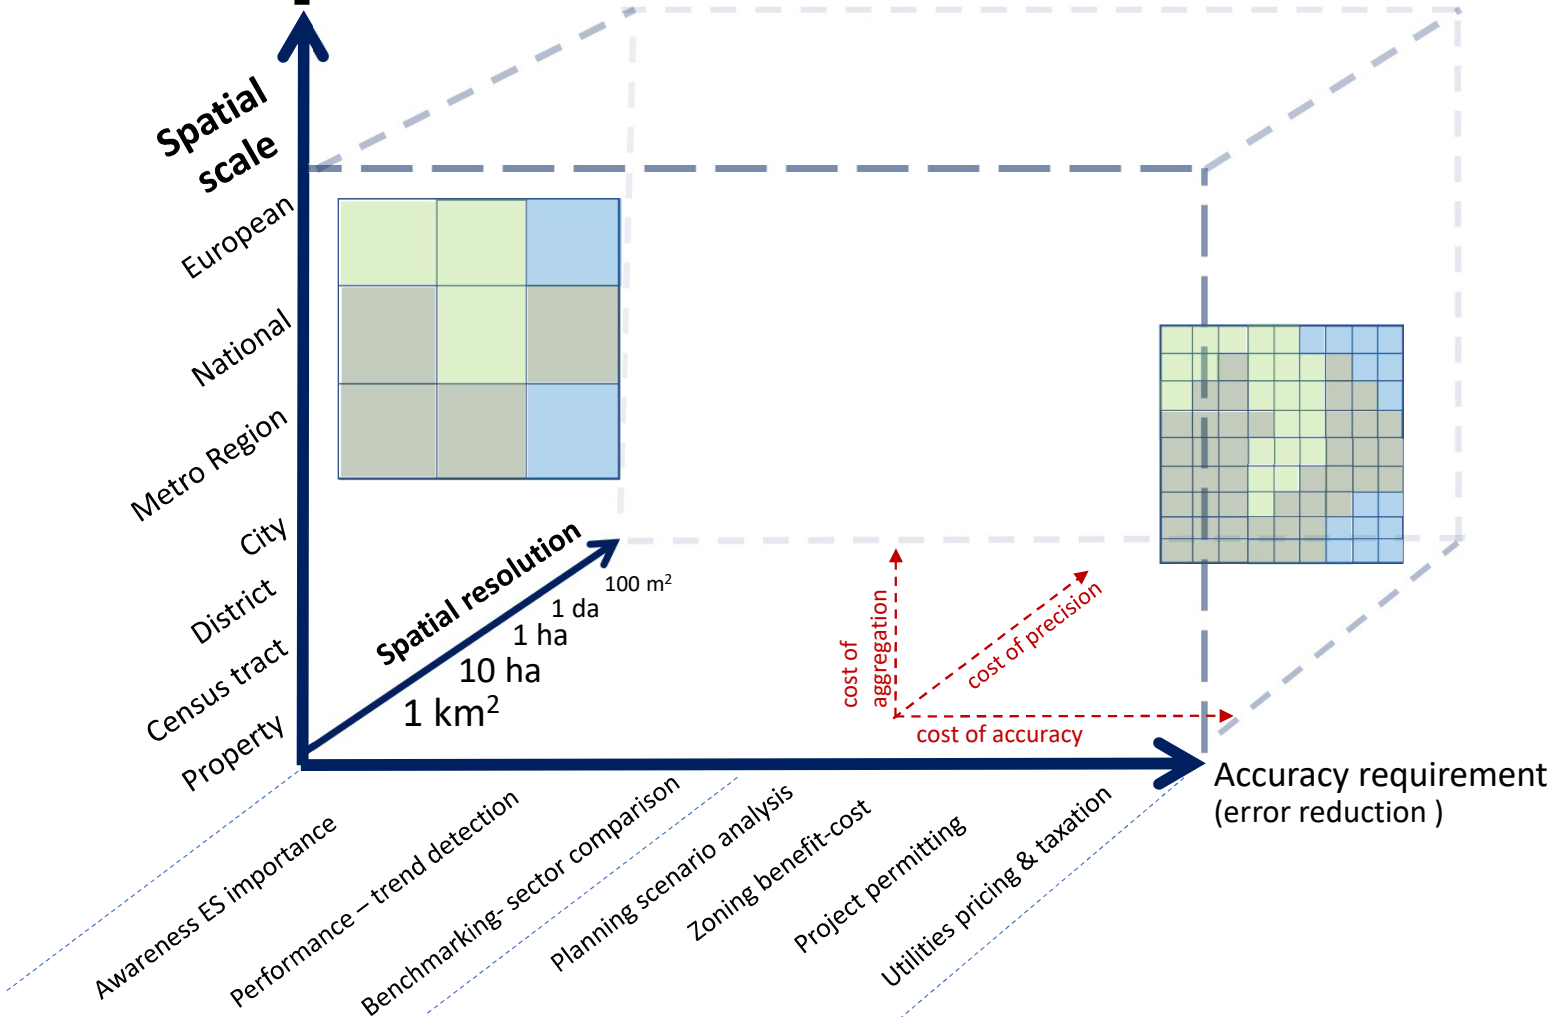 Spatial
scale
European
National
Metro Region
City
District
Census tract
Property
Spatial resolution
100 m²
1 da
1 ha
10 ha
1 km²
cost of
aggregation
cost of precision
cost of accuracy
Accuracy requirement
(error reduction )
Awareness ES importance
Performance – trend detection
Benchmarking- sector comparison
Planning scenario analysis
Zoning benefit-cost
Project permitting
Utilities pricing & taxation